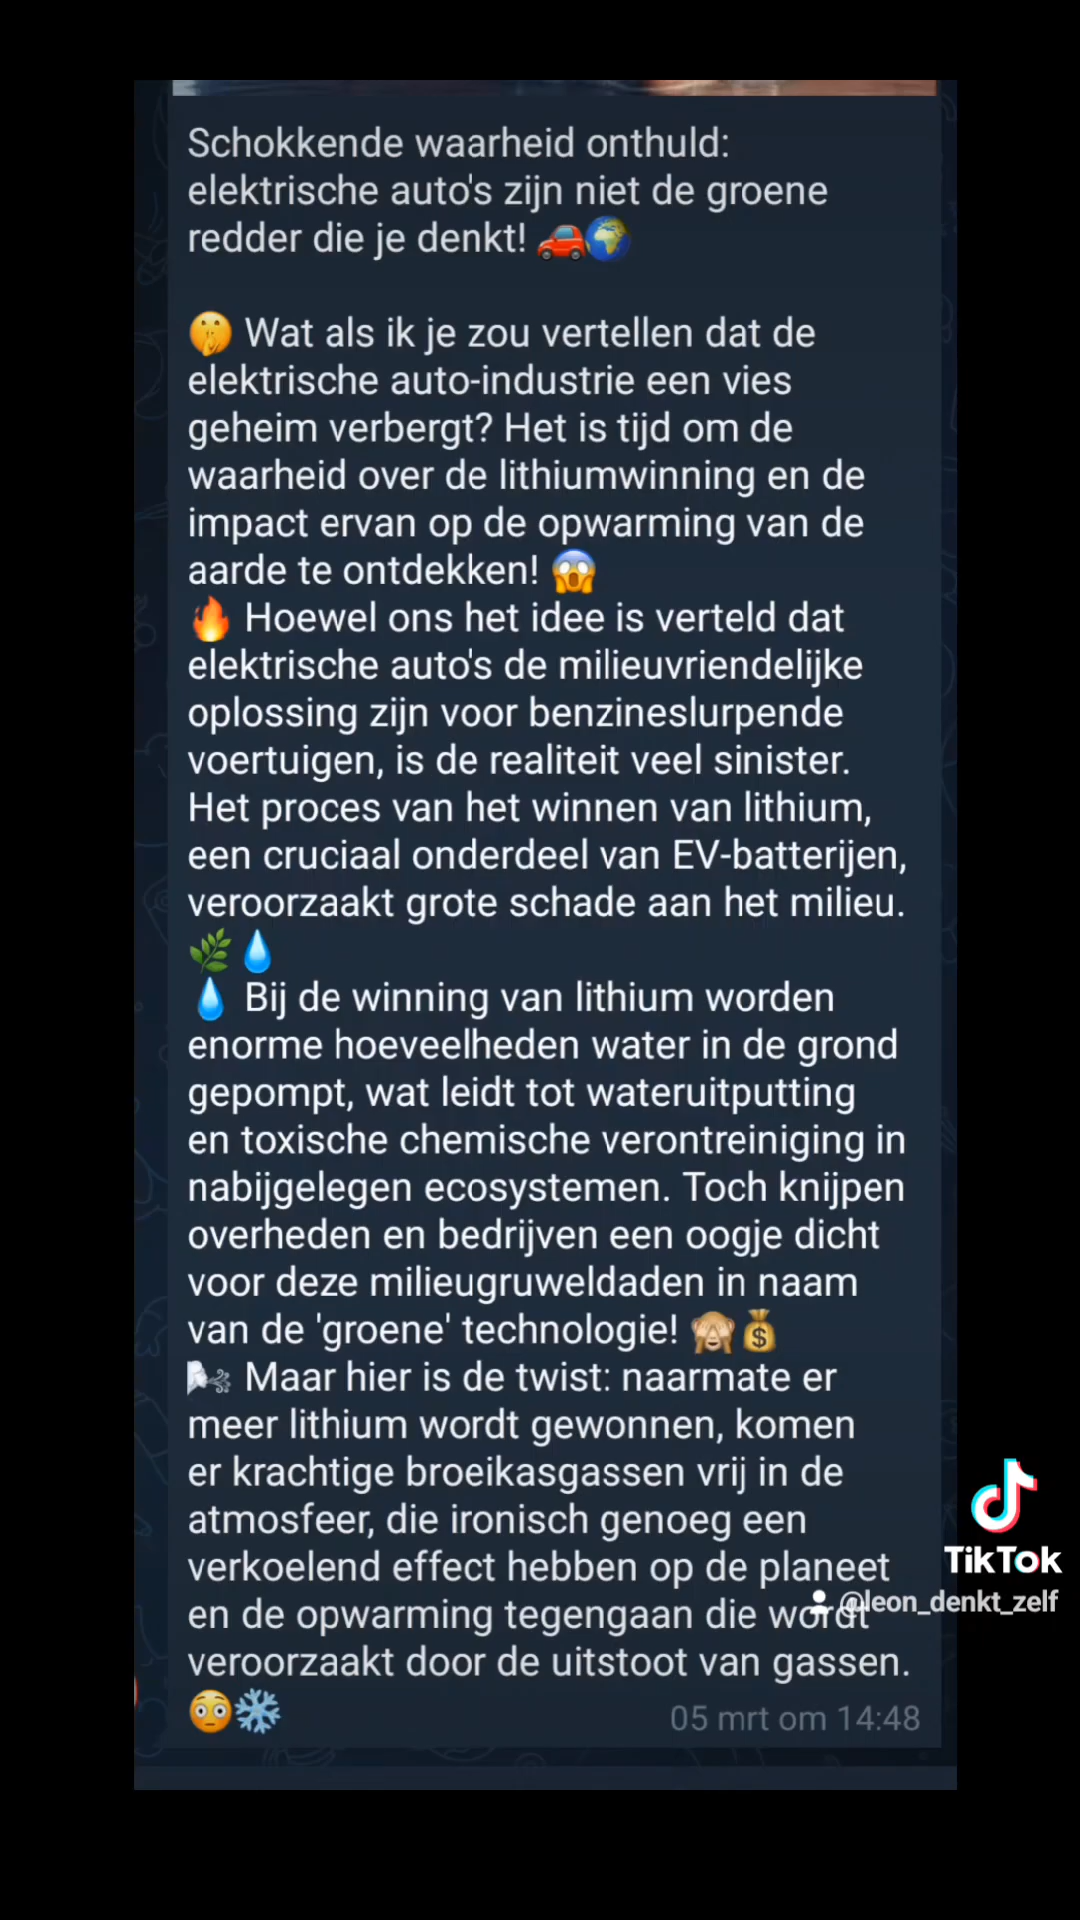 Schokkende waarheid onthuld:
elektrische auto's zijn niet de groene
redder die je denkt! 🚗🌍
🤫 Wat als ik je zou vertellen dat de
elektrische auto-industrie een vies
geheim verbergt? Het is tijd om de
waarheid over de lithiumwinning en de
impact ervan op de opwarming van de
aarde te ontdekken! 😱
🔥 Hoewel ons het idee is verteld dat
elektrische auto's de milieuvriendelijke
oplossing zijn voor benzineslurpende
voertuigen, is de realiteit veel sinister.
Het proces van het winnen van lithium,
een cruciaal onderdeel van EV-batterijen,
veroorzaakt grote schade aan het milieu.
🌿💧
💧 Bij de winning van lithium worden
enorme hoeveelheden water in de grond
gepompt, wat leidt tot wateruitputting
en toxische chemische verontreiniging in
nabijgelegen ecosystemen. Toch knijpen
overheden en bedrijven een oogje dicht
voor deze milieugruweldaden in naam
van de 'groene' technologie! 🙈💰
🌬️ Maar hier is de twist: naarmate er
meer lithium wordt gewonnen, komen
er krachtige broeikasgassen vrij in de
atmosfeer, die ironisch genoeg een
verkoelend effect hebben op de planeet
en de opwarming tegengaan die wordt
veroorzaakt door de uitstoot van gassen.
😳❄️
05 mrt om 14:48
TikTok
@leon_denkt_zelf